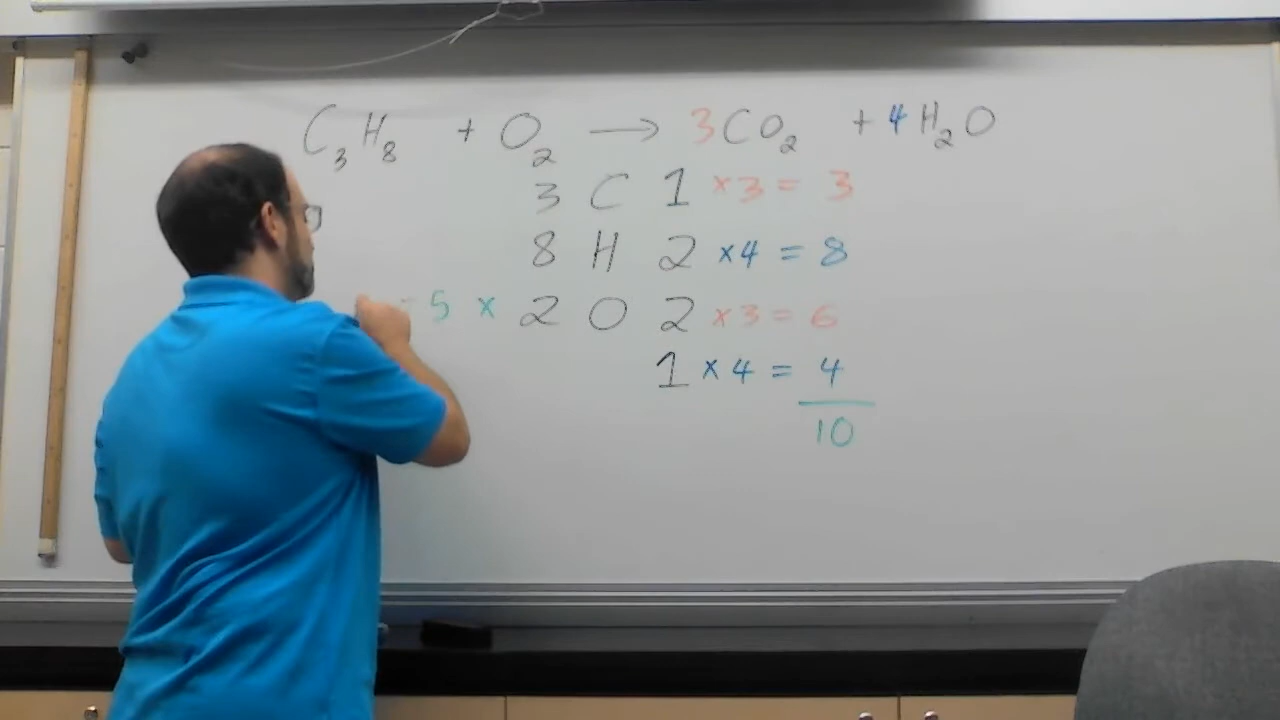 C₃H₈ + O₂ → 3CO₂ + 4H₂O
3 C 1 × 3 = 3
8 H 2 × 4 = 8
= 5 × 2 O 2 × 3 = 6
1 × 4 = 4
10